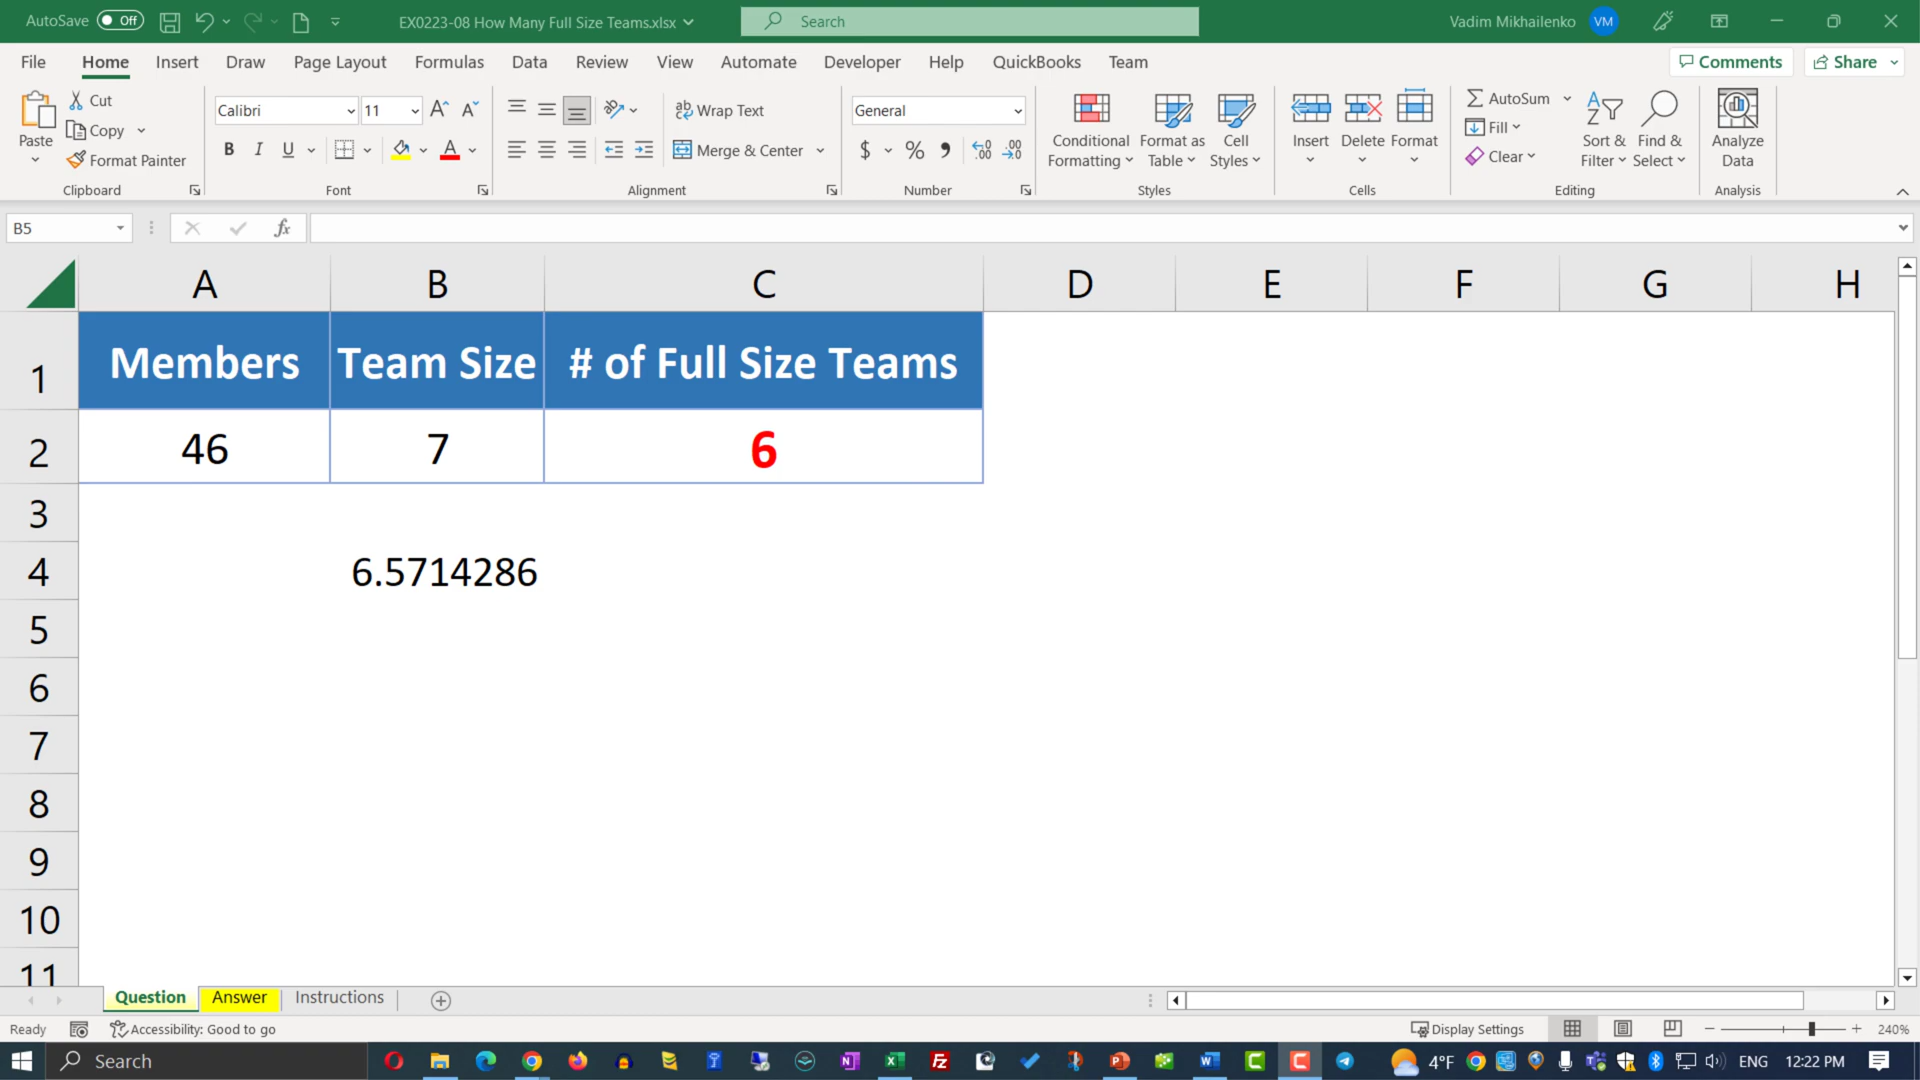 AutoSave Off EX0223-08 How Many Full Size Teams.xlsx Search Vadim Mikhailenko VM
File Home Insert Draw Page Layout Formulas Data Review View Automate Developer Help QuickBooks Team Comments Share
Paste
Cut
Copy
Format Painter
Clipboard
Calibri 11
B I U A
Font
Wrap Text
Merge & Center
Alignment
General
$ % , .00
Number
Conditional Formatting
Format as Table
Cell Styles
Styles
Insert Delete Format
Cells
AutoSum
Fill
Clear
Sort & Filter
Find & Select
Editing
Analyze Data
Analysis
B5 fx
A B C D E F G H
1 Members Team Size # of Full Size Teams
2 46 7 6
3
4 6.5714286
5
6
7
8
9
10
11
Question Answer Instructions
Ready Accessibility: Good to go Display Settings 240%
Search 4°F ENG 12:22 PM